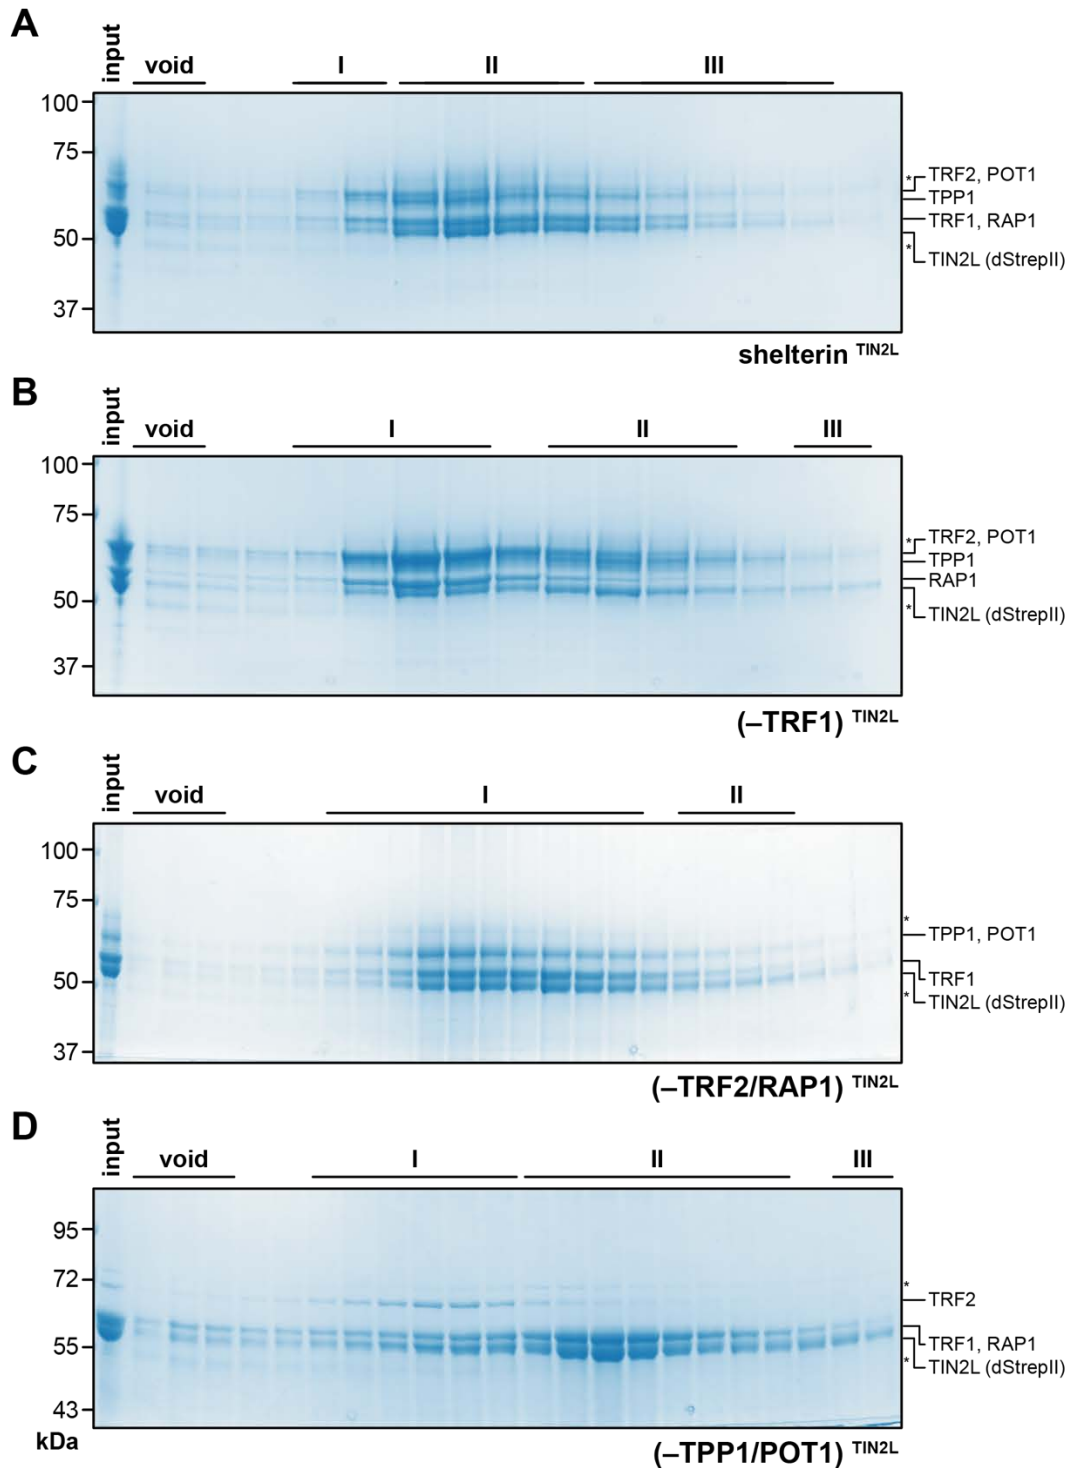 A
input
void I II III
100
75
50
37
* TRF2, POT1
TPP1
TRF1, RAP1
* TIN2L (dStrepII)
shelterin TIN2L
B
input
void I II III
100
75
50
37
* TRF2, POT1
TPP1
RAP1
* TIN2L (dStrepII)
(–TRF1) TIN2L
C
input
void I II
100
75
50
37
*
TPP1, POT1
TRF1
* TIN2L (dStrepII)
(–TRF2/RAP1) TIN2L
D
input
void I II III
95
72
55
43
kDa
*
TRF2
TRF1, RAP1
* TIN2L (dStrepII)
(–TPP1/POT1) TIN2L